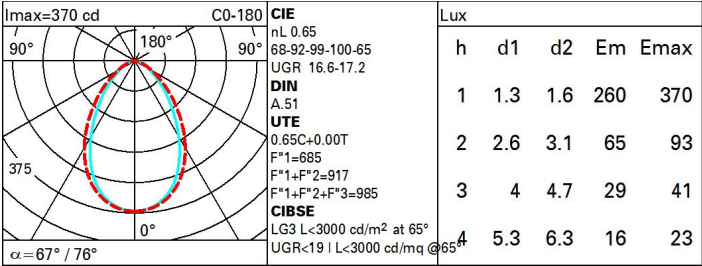 Imax=370 cd C0-180
90° 180° 90°
375
0°
α=67° / 76°
CIE
nL 0.65
68-92-99-100-65
UGR 16.6-17.2
DIN
A.51
UTE
0.65C+0.00T
F"1=685
F"1+F"2=917
F"1+F"2+F"3=985
CIBSE
LG3 L<3000 cd/m² at 65°
UGR<19 | L<3000 cd/mq @65°
Lux
h d1 d2 Em Emax
1 1.3 1.6 260 370
2 2.6 3.1 65 93
3 4 4.7 29 41
4 5.3 6.3 16 23